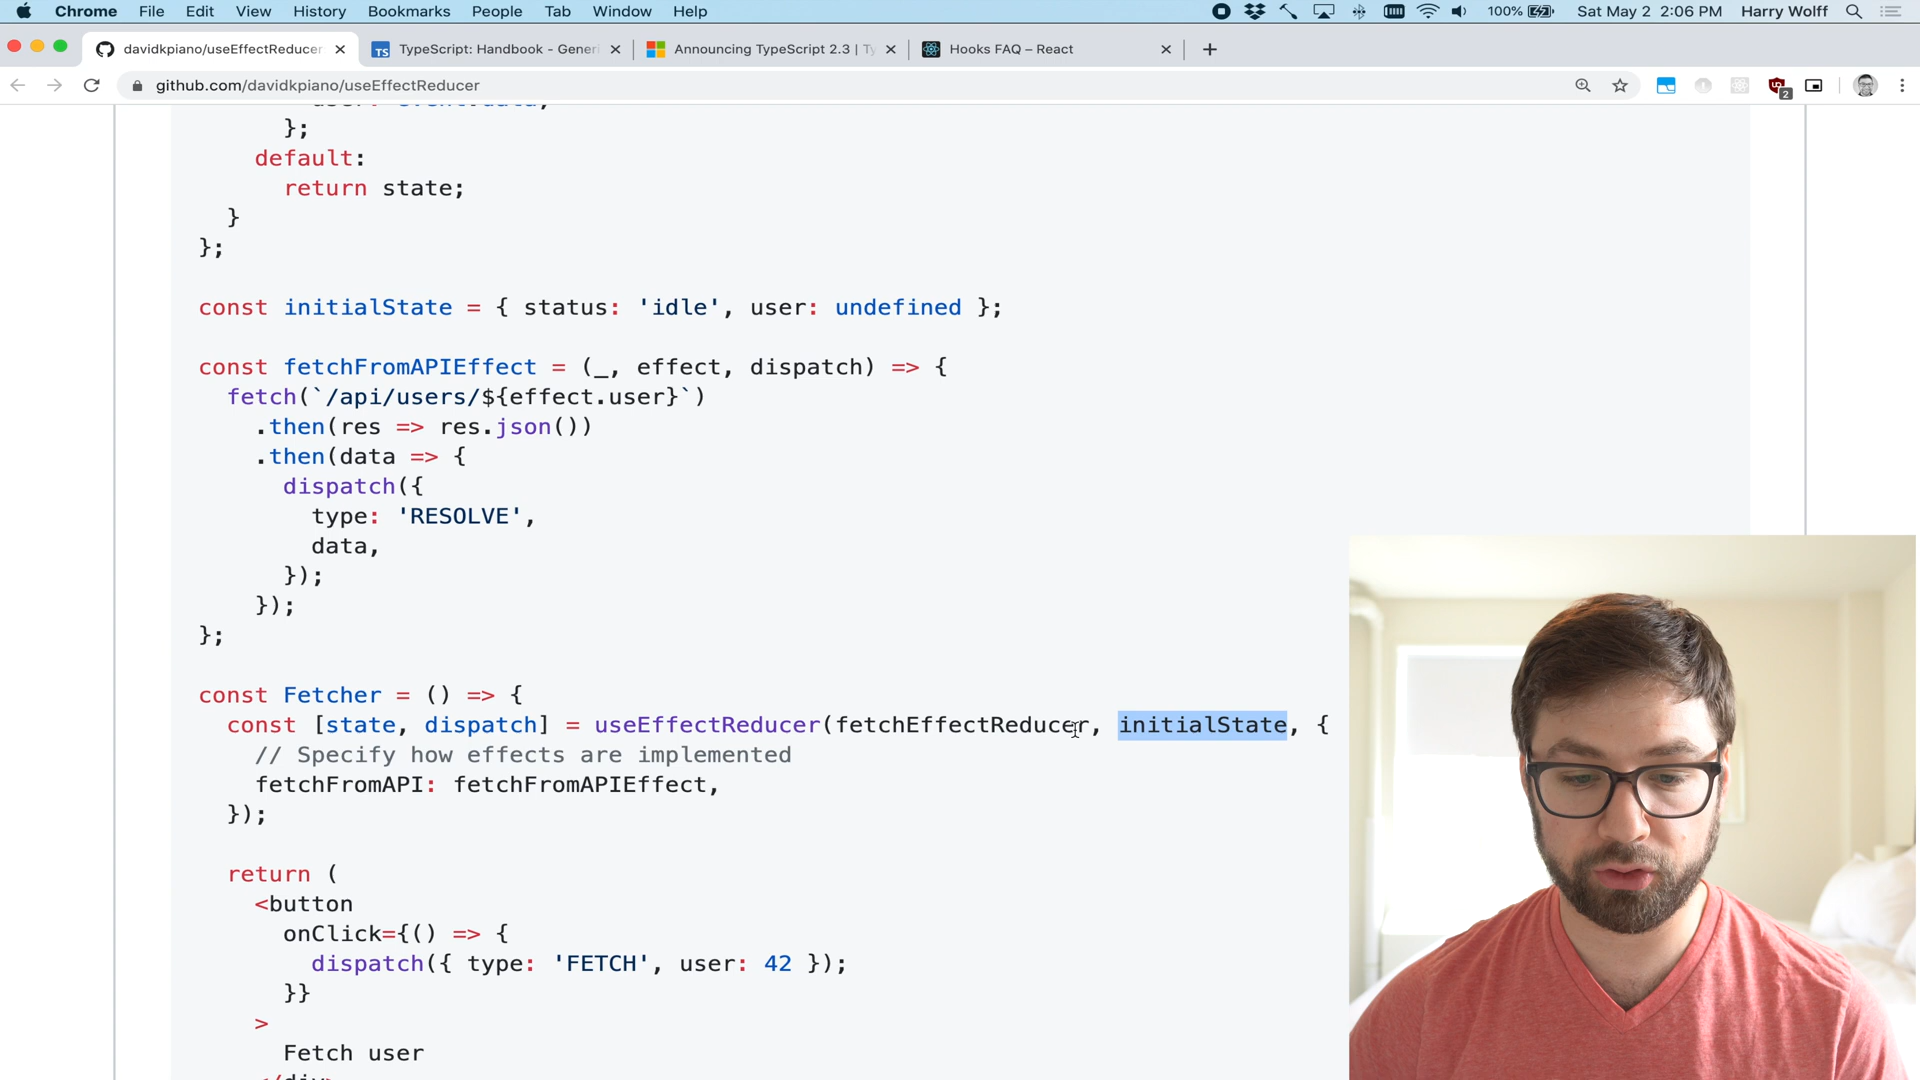 Chrome File Edit View History Bookmarks People Tab Window Help 100% Sat May 2 2:06 PM Harry Wolff
davidkpiano/useEffectReducer TypeScript: Handbook - Generi Announcing TypeScript 2.3 | Ty Hooks FAQ – React
github.com/davidkpiano/useEffectReducer 2
};
default:
return state;
}
};
const initialState = { status: 'idle', user: undefined };
const fetchFromAPIEffect = (_, effect, dispatch) => {
fetch(`/api/users/${effect.user}`)
.then(res => res.json())
.then(data => {
dispatch({
type: 'RESOLVE',
data,
});
});
};
const Fetcher = () => {
const [state, dispatch] = useEffectReducer(fetchEffectReducer, initialState, {
// Specify how effects are implemented
fetchFromAPI: fetchFromAPIEffect,
});
return (
<button
onClick={() => {
dispatch({ type: 'FETCH', user: 42 });
}}
>
Fetch user